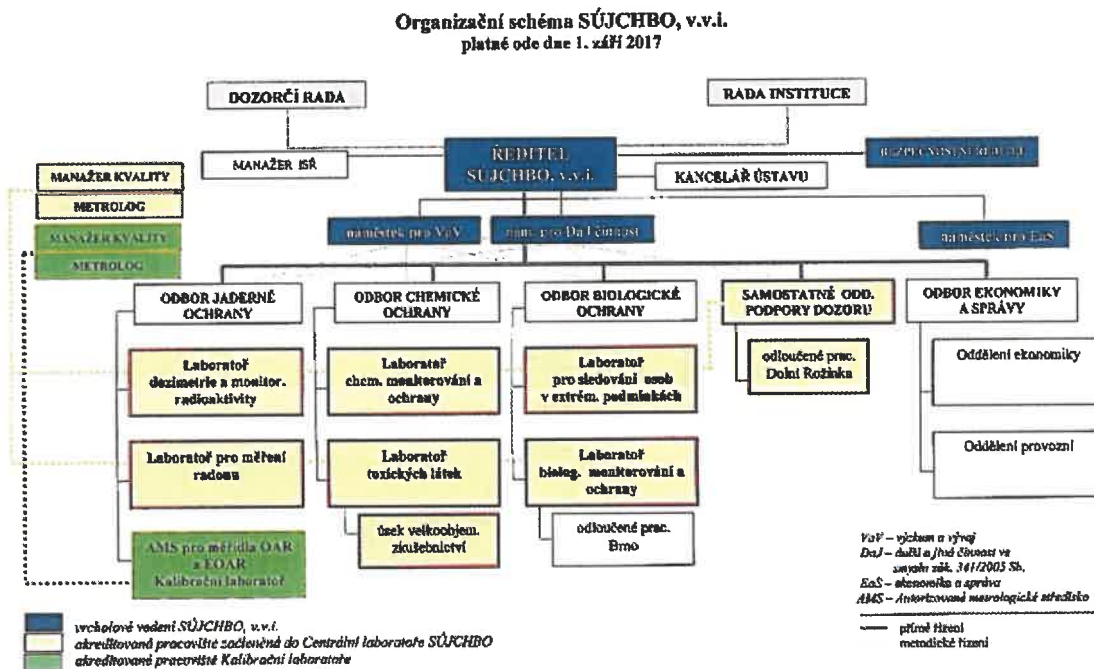 Organizační schéma SÚJCHBO, v.v.i.
platné ode dne 1. září 2017
DOZORČÍ RADA
RADA INSTITUCE
MANAŽER ISŘ
ŘEDITEL
SÚJCHBO, v.v.i.
BEZPEČNOSTNÍ
KANCELÁŘ ÚSTAVU
MANAŽER KVALITY
METROLOG
MANAŽER KVALITY
METROLOG
náměstek pro VaV
nám. pro DaJ činnost
náměstek pro EaS
ODBOR JADERNÉ
OCHRANY
ODBOR CHEMICKÉ
OCHRANY
ODBOR BIOLOGICKÉ
OCHRANY
SAMOSTATNÉ ODD.
PODPORY DOZORU
ODBOR EKONOMIKY
A SPRÁVY
Laboratoř
dozimetrie a monitor.
radioaktivity
Laboratoř
chem. monitorování a
ochrany
Laboratoř
pro sledování osob
v extrém. podmínkách
odloučené prac.
Dolní Rožínka
Oddělení ekonomiky
Laboratoř pro měření
radonu
Laboratoř
toxických látek
Laboratoř
biolog. monitorování a
ochrany
Oddělení provozní
AMS pro měřidla OAR
a EOAR
Kalibrační laboratoř
úsek velkoobjem.
zkušebnictví
odloučené prac.
Brno
VaV – výzkum a vývoj
DaJ – další a jiná činnost ve
smyslu zák. 341/2005 Sb.
EaS – ekonomika a správa
AMS – Autorizované metrologické středisko
přímé řízení
metodické řízení
vrcholové vedení SÚJCHBO, v.v.i.
akreditovaná pracoviště začleněná do Centrální laboratoře SÚJCHBO
akreditovaná pracoviště Kalibrační laboratoře